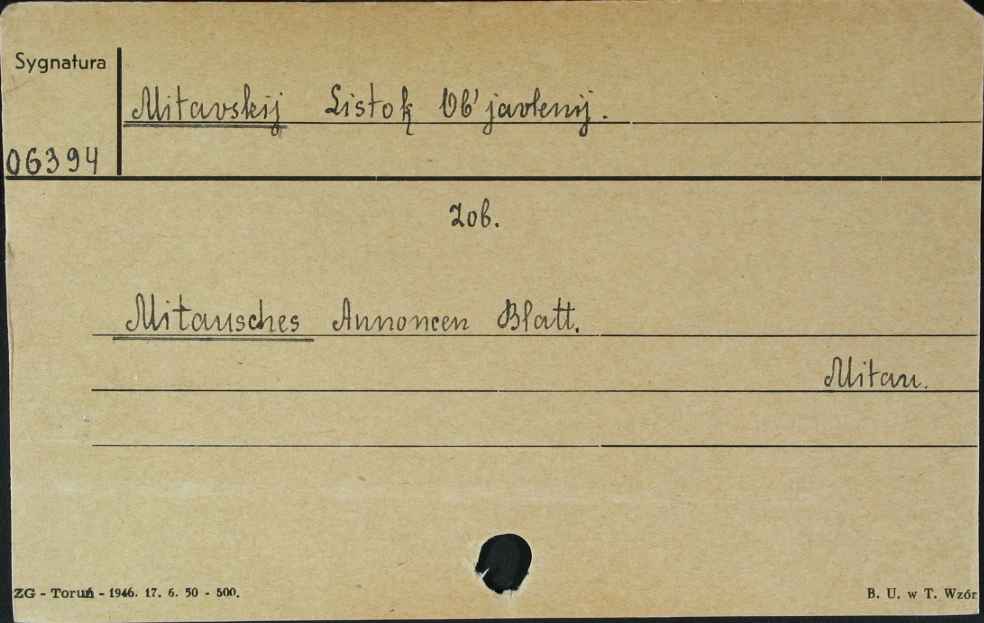 Sygnatura
Mitavskij Listok Ob'javlenij.
06394
zob.
Mitausches Annoncen Blatt.
Mitau.
ZG - Toruń - 1946. 17. 6. 50 - 500.
B. U. w T. Wzór